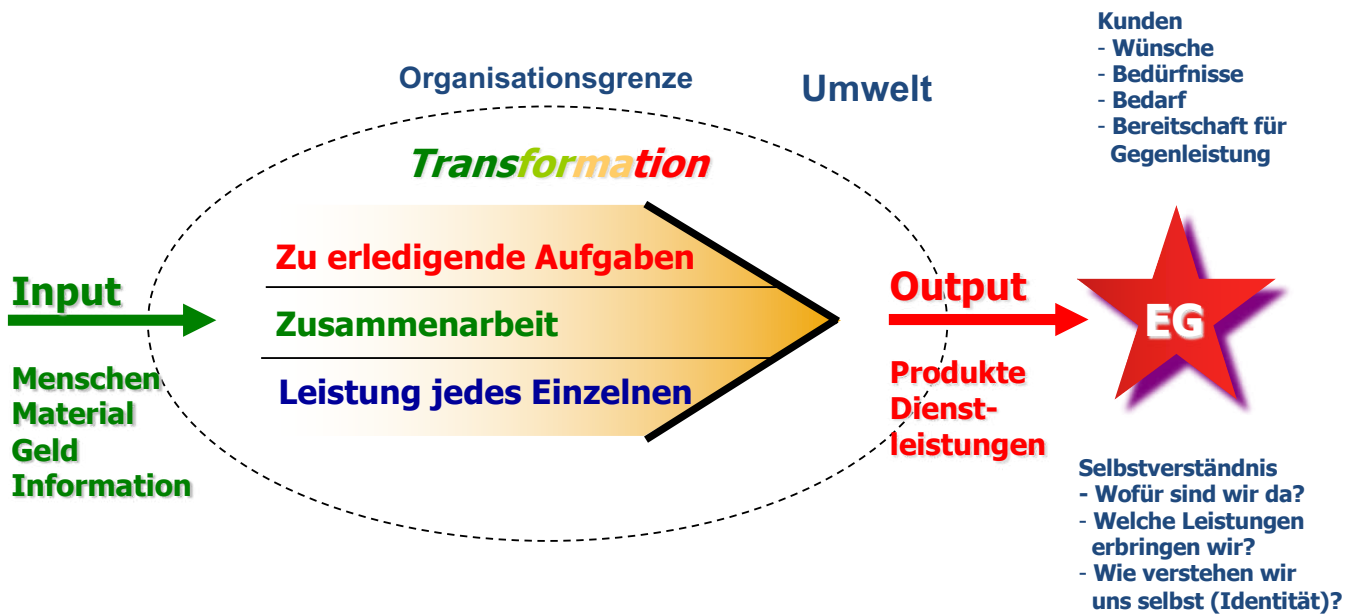 Kunden
- Wünsche
- Bedürfnisse
- Bedarf
- Bereitschaft für
Gegenleistung
Organisationsgrenze
Umwelt
Transformation
Zu erledigende Aufgaben
Zusammenarbeit
Leistung jedes Einzelnen
Input
Menschen
Material
Geld
Information
Output
Produkte
Dienst-
leistungen
EG
Selbstverständnis
- Wofür sind wir da?
- Welche Leistungen
erbringen wir?
- Wie verstehen wir
uns selbst (Identität)?